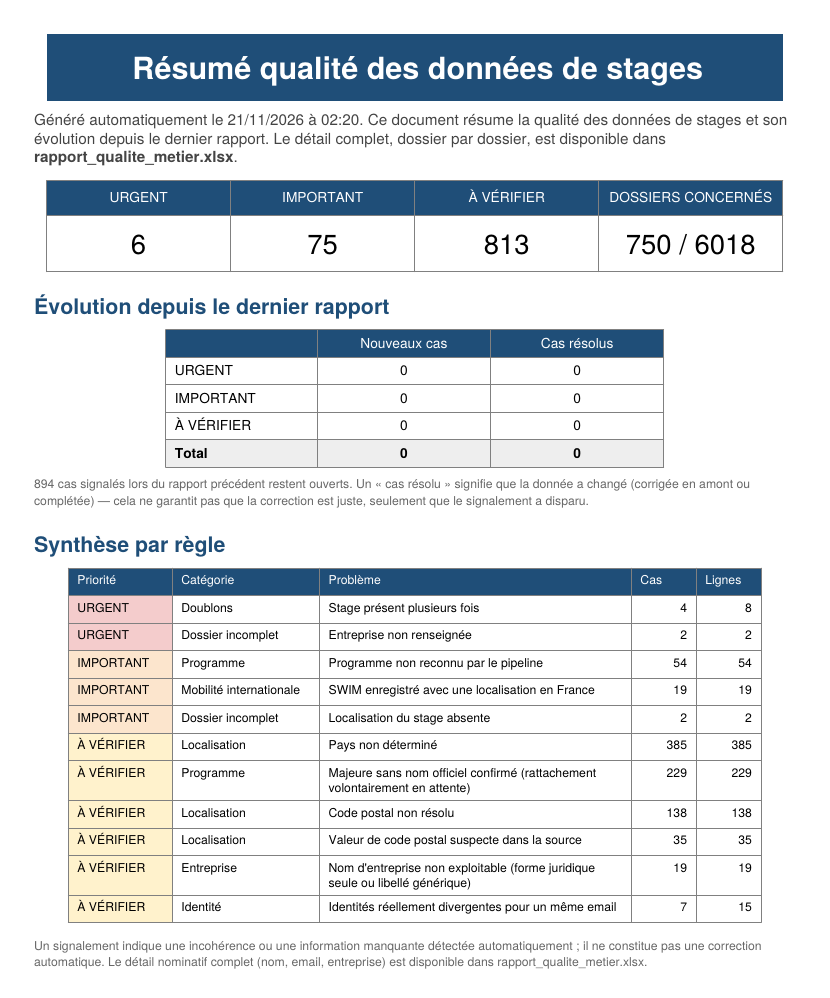 Résumé qualité des données de stages
Généré automatiquement le 21/11/2026 à 02:20. Ce document résume la qualité des données de stages et son
évolution depuis le dernier rapport. Le détail complet, dossier par dossier, est disponible dans
rapport_qualite_metier.xlsx.
URGENT IMPORTANT À VÉRIFIER DOSSIERS CONCERNÉS
6 75 813 750 / 6018
Évolution depuis le dernier rapport
Nouveaux cas Cas résolus
URGENT 0 0
IMPORTANT 0 0
À VÉRIFIER 0 0
Total 0 0
894 cas signalés lors du rapport précédent restent ouverts. Un « cas résolu » signifie que la donnée a changé (corrigée en amont ou
complétée) — cela ne garantit pas que la correction est juste, seulement que le signalement a disparu.
Synthèse par règle
Priorité Catégorie Problème Cas Lignes
URGENT Doublons Stage présent plusieurs fois 4 8
URGENT Dossier incomplet Entreprise non renseignée 2 2
IMPORTANT Programme Programme non reconnu par le pipeline 54 54
IMPORTANT Mobilité internationale SWIM enregistré avec une localisation en France 19 19
IMPORTANT Dossier incomplet Localisation du stage absente 2 2
À VÉRIFIER Localisation Pays non déterminé 385 385
À VÉRIFIER Programme Majeure sans nom officiel confirmé (rattachement 229 229
volontairement en attente)
À VÉRIFIER Localisation Code postal non résolu 138 138
À VÉRIFIER Localisation Valeur de code postal suspecte dans la source 35 35
À VÉRIFIER Entreprise Nom d'entreprise non exploitable (forme juridique 19 19
seule ou libellé générique)
À VÉRIFIER Identité Identités réellement divergentes pour un même email 7 15
Un signalement indique une incohérence ou une information manquante détectée automatiquement ; il ne constitue pas une correction
automatique. Le détail nominatif complet (nom, email, entreprise) est disponible dans rapport_qualite_metier.xlsx.